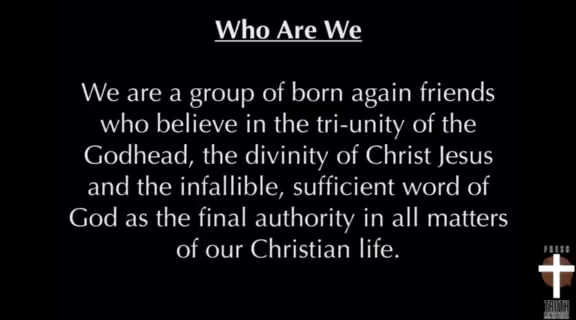 Who Are We
We are a group of born again friends
who believe in the tri-unity of the
Godhead, the divinity of Christ Jesus
and the infallible, sufficient word of
God as the final authority in all matters
of our Christian life.
TRUTH